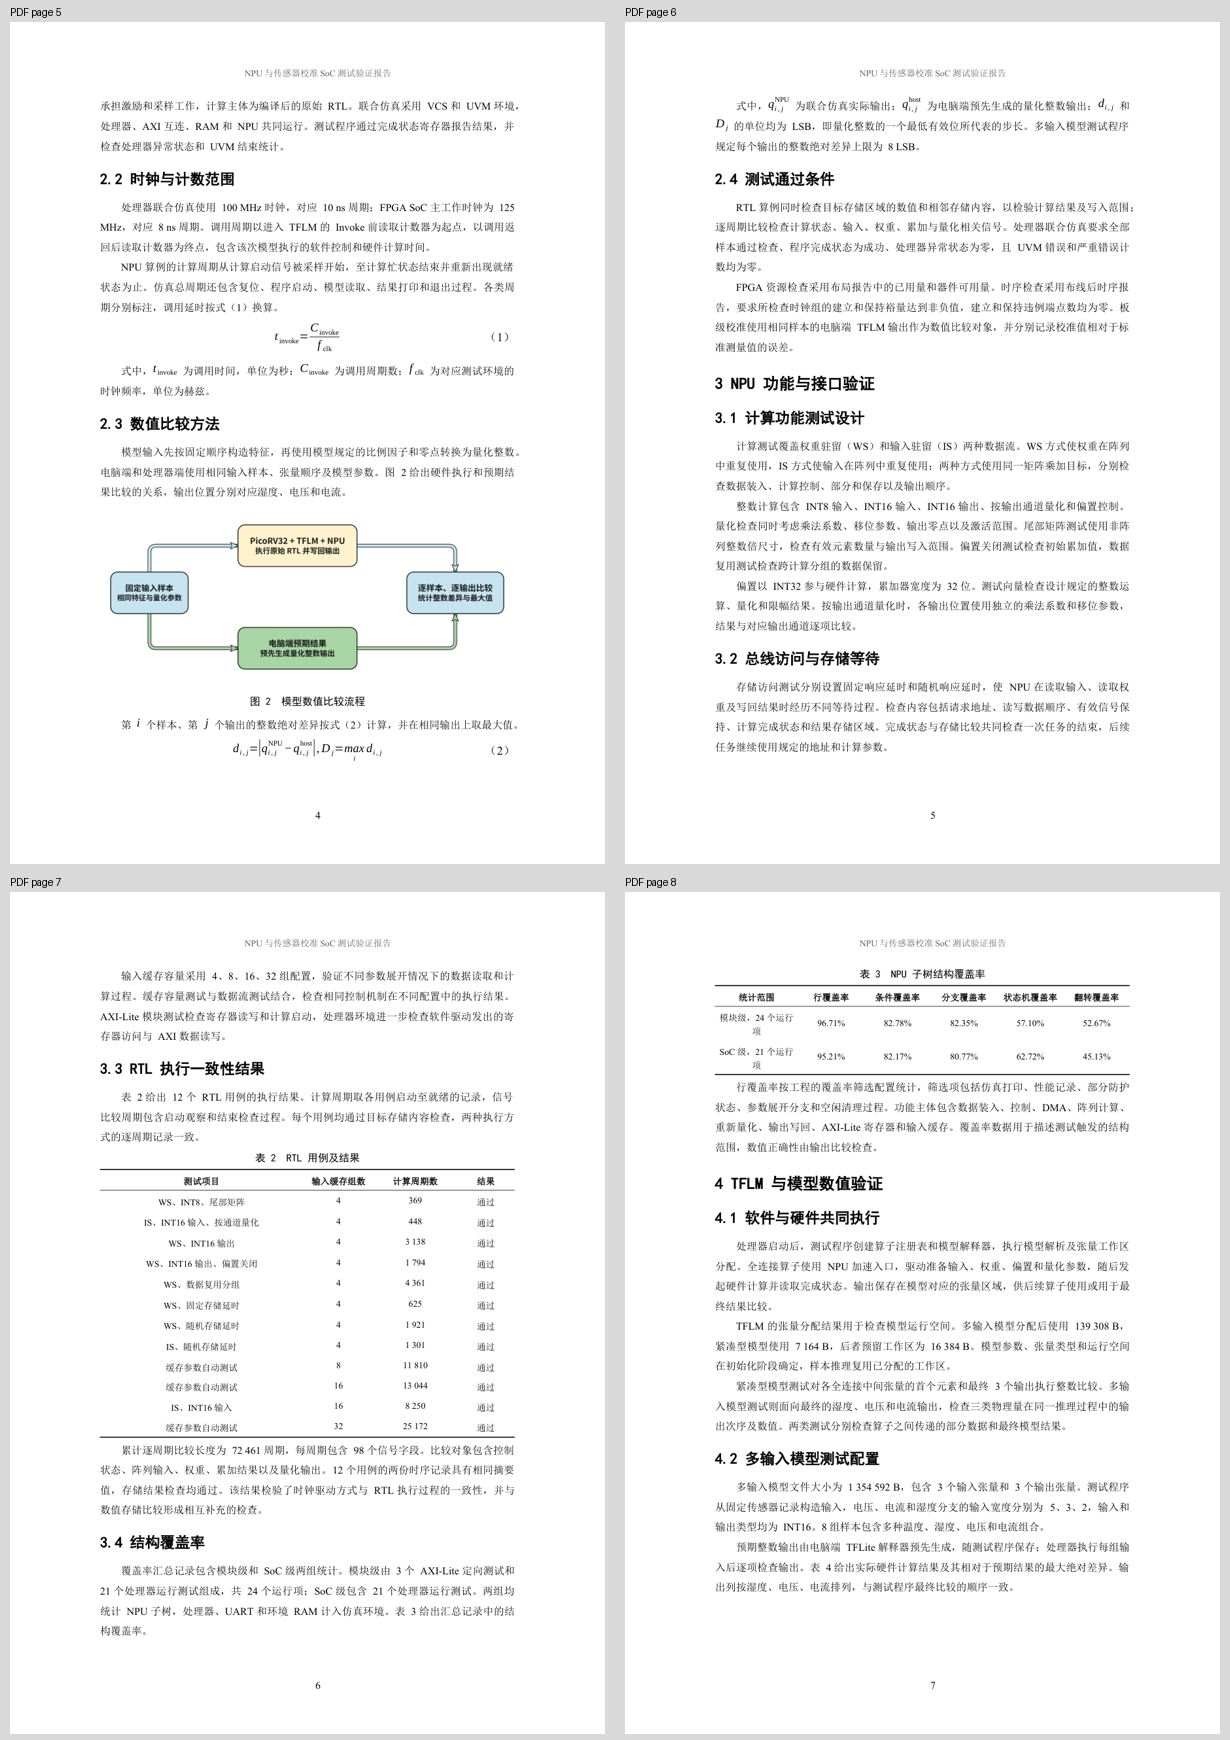 PDF page 5
NPU 与传感器校准 SoC 测试验证报告
承担激励和采样工作，计算主体为编译后的原始 RTL。联合仿真采用 VCS 和 UVM 环境，
处理器、AXI 互连、RAM 和 NPU 共同运行。测试程序通过完成状态寄存器报告结果，并
检查处理器异常状态和 UVM 结束统计。
2.2 时钟与计数范围
处理器联合仿真使用 100 MHz 时钟，对应 10 ns 周期；FPGA SoC 主工作时钟为 125
MHz，对应 8 ns 周期。调用周期以进入 TFLM 的 Invoke 前读取计数器为起点，以调用返
回后读取计数器为终点，包含该次模型执行的软件控制和硬件计算时间。
NPU 算例的计算周期从计算启动信号被采样开始，至计算忙状态结束并重新出现就绪
状态为止。仿真总周期还包含复位、程序启动、模型读取、结果打印和退出过程。各类周
期分别标注，调用延时按式（1）换算。
t_invoke = C_invoke / f_clk （1）
式中，t_invoke 为调用时间，单位为秒；C_invoke 为调用周期数；f_clk 为对应测试环境的
时钟频率，单位为赫兹。
2.3 数值比较方法
模型输入先按固定顺序构造特征，再使用模型规定的比例因子和零点转换为量化整数。
电脑端和处理器端使用相同输入样本、张量顺序及模型参数。图 2 给出硬件执行和预期结
果比较的关系，输出位置分别对应湿度、电压和电流。
PicoRV32 + TFLM + NPU
执行原始 RTL 并写回输出
固定输入样本
相同特征与量化参数
逐样本、逐输出比较
统计整数差异与最大值
电脑端预期结果
预先生成量化整数输出
图 2 模型数值比较流程
第 i 个样本、第 j 个输出的整数绝对差异按式（2）计算，并在相同输出上取最大值。
d_{i,j}=|q_{i,j}^{NPU}−q_{i,j}^{host}|, D_j=max_i d_{i,j} （2）
4
PDF page 6
NPU 与传感器校准 SoC 测试验证报告
式中，q_{i,j}^{NPU} 为联合仿真实际输出；q_{i,j}^{host} 为电脑端预先生成的量化整数输出；d_{i,j} 和
D_j 的单位均为 LSB，即量化整数的一个最低有效位所代表的步长。多输入模型测试程序
规定每个输出的整数绝对差异上限为 8 LSB。
2.4 测试通过条件
RTL 算例同时检查目标存储区域的数值和相邻存储内容，以检验计算结果及写入范围；
逐周期比较检查计算状态、输入、权重、累加与量化相关信号。处理器联合仿真要求全部
样本通过检查、程序完成状态为成功、处理器异常状态为零，且 UVM 错误和严重错误计
数均为零。
FPGA 资源检查采用布局报告中的已用量和器件可用量。时序检查采用布线后时序报
告，要求所检查时钟组的建立和保持裕量达到非负值，建立和保持违例端点数均为零。板
级校准使用相同样本的电脑端 TFLM 输出作为数值比较对象，并分别记录校准值相对于标
准测量值的误差。
3 NPU 功能与接口验证
3.1 计算功能测试设计
计算测试覆盖权重驻留（WS）和输入驻留（IS）两种数据流。WS 方式使权重在阵列
中重复使用，IS 方式使输入在阵列中重复使用；两种方式使用同一矩阵乘加目标，分别检
查数据装入、计算控制、部分和保存以及输出顺序。
整数计算包含 INT8 输入、INT16 输入、INT16 输出、按输出通道量化和偏置控制。
量化检查同时考虑乘法系数、移位参数、输出零点以及激活范围。尾部矩阵测试使用非阵
列整数倍尺寸，检查有效元素数量与输出写入范围。偏置关闭测试检查初始累加值，数据
复用测试检查跨计算分组的数据保留。
偏置以 INT32 参与硬件计算，累加器宽度为 32 位。测试向量检查设计规定的整数运
算、量化和限幅结果。按输出通道量化时，各输出位置使用独立的乘法系数和移位参数，
结果与对应输出通道逐项比较。
3.2 总线访问与存储等待
存储访问测试分别设置固定响应延时和随机响应延时，使 NPU 在读取输入、读取权
重及写回结果时经历不同等待过程。检查内容包括请求地址、读写数据顺序、有效信号保
持、计算完成状态和结果存储区域。完成状态与存储比较共同检查一次任务的结束，后续
任务继续使用规定的地址和计算参数。
5
PDF page 7
NPU 与传感器校准 SoC 测试验证报告
输入缓存容量采用 4、8、16、32 组配置，验证不同参数展开情况下的数据读取和计
算过程。缓存容量测试与数据流测试结合，检查相同控制机制在不同配置中的执行结果。
AXI-Lite 模块测试检查寄存器读写和计算启动，处理器环境进一步检查软件驱动发出的寄
存器访问与 AXI 数据读写。
3.3 RTL 执行一致性结果
表 2 给出 12 个 RTL 用例的执行结果。计算周期取各用例启动至就绪的记录，信号
比较周期包含启动观察和结束检查过程。每个用例均通过目标存储内容检查，两种执行方
式的逐周期记录一致。
表 2 RTL 用例及结果
测试项目 输入缓存组数 计算周期数 结果
WS、INT8、尾部矩阵 4 369 通过
IS、INT16 输入、按通道量化 4 448 通过
WS、INT16 输出 4 3 138 通过
WS、INT16 输出、偏置关闭 4 1 794 通过
WS、数据复用分组 4 4 361 通过
WS、固定存储延时 4 625 通过
WS、随机存储延时 4 1 921 通过
IS、随机存储延时 4 1 301 通过
缓存参数自动测试 8 11 810 通过
缓存参数自动测试 16 13 044 通过
IS、INT16 输入 16 8 250 通过
缓存参数自动测试 32 25 172 通过
累计逐周期比较长度为 72 461 周期，每周期包含 98 个信号字段。比较对象包含控制
状态、阵列输入、权重、累加结果以及量化输出。12 个用例的两份时序记录具有相同摘要
值，存储结果检查均通过。该结果检验了时钟驱动方式与 RTL 执行过程的一致性，并与
数值存储比较形成相互补充的检查。
3.4 结构覆盖率
覆盖率汇总记录包含模块级和 SoC 级两组统计。模块级由 3 个 AXI-Lite 定向测试和
21 个处理器运行测试组成，共 24 个运行项；SoC 级包含 21 个处理器运行测试。两组均
统计 NPU 子树，处理器、UART 和环境 RAM 计入仿真环境。表 3 给出汇总记录中的结
构覆盖率。
6
PDF page 8
NPU 与传感器校准 SoC 测试验证报告
表 3 NPU 子树结构覆盖率
统计范围 行覆盖率 条件覆盖率 分支覆盖率 状态机覆盖率 翻转覆盖率
模块级，24 个运行
项 96.71% 82.78% 82.35% 57.10% 52.67%
SoC 级，21 个运行
项 95.21% 82.17% 80.77% 62.72% 45.13%
行覆盖率按工程的覆盖率筛选配置统计，筛选项包括仿真打印、性能记录、部分防护
状态、参数展开分支和空闲清理过程。功能主体包含数据装入、控制、DMA、阵列计算、
重新量化、输出写回、AXI-Lite 寄存器和输入缓存。覆盖率数据用于描述测试触发的结构
范围，数值正确性由输出比较检查。
4 TFLM 与模型数值验证
4.1 软件与硬件共同执行
处理器启动后，测试程序创建算子注册表和模型解释器，执行模型解析及张量工作区
分配。全连接算子使用 NPU 加速入口，驱动准备输入、权重、偏置和量化参数，随后发
起硬件计算并读取完成状态。输出保存在模型对应的张量区域，供后续算子使用或用于最
终结果比较。
TFLM 的张量分配结果用于检查模型运行空间。多输入模型分配后使用 139 308 B，
紧凑型模型使用 7 164 B，后者预留工作区为 16 384 B。模型参数、张量类型和运行空间
在初始化阶段确定，样本推理复用已分配的工作区。
紧凑型模型测试对各全连接中间张量的首个元素和最终 3 个输出执行整数比较。多输
入模型测试则面向最终的湿度、电压和电流输出，检查三类物理量在同一推理过程中的输
出次序及数值。两类测试分别检查算子之间传递的部分数据和最终模型结果。
4.2 多输入模型测试配置
多输入模型文件大小为 1 354 592 B，包含 3 个输入张量和 3 个输出张量。测试程序
从固定传感器记录构造输入，电压、电流和湿度分支的输入宽度分别为 5、3、2，输入和
输出类型均为 INT16。8 组样本包含多种温度、湿度、电压和电流组合。
预期整数输出由电脑端 TFLite 解释器预先生成，随测试程序保存；处理器执行每组输
入后逐项检查输出。表 4 给出实际硬件计算结果及其相对于预期结果的最大绝对差异。输
出列按湿度、电压、电流排列，与测试程序最终比较的顺序一致。
7